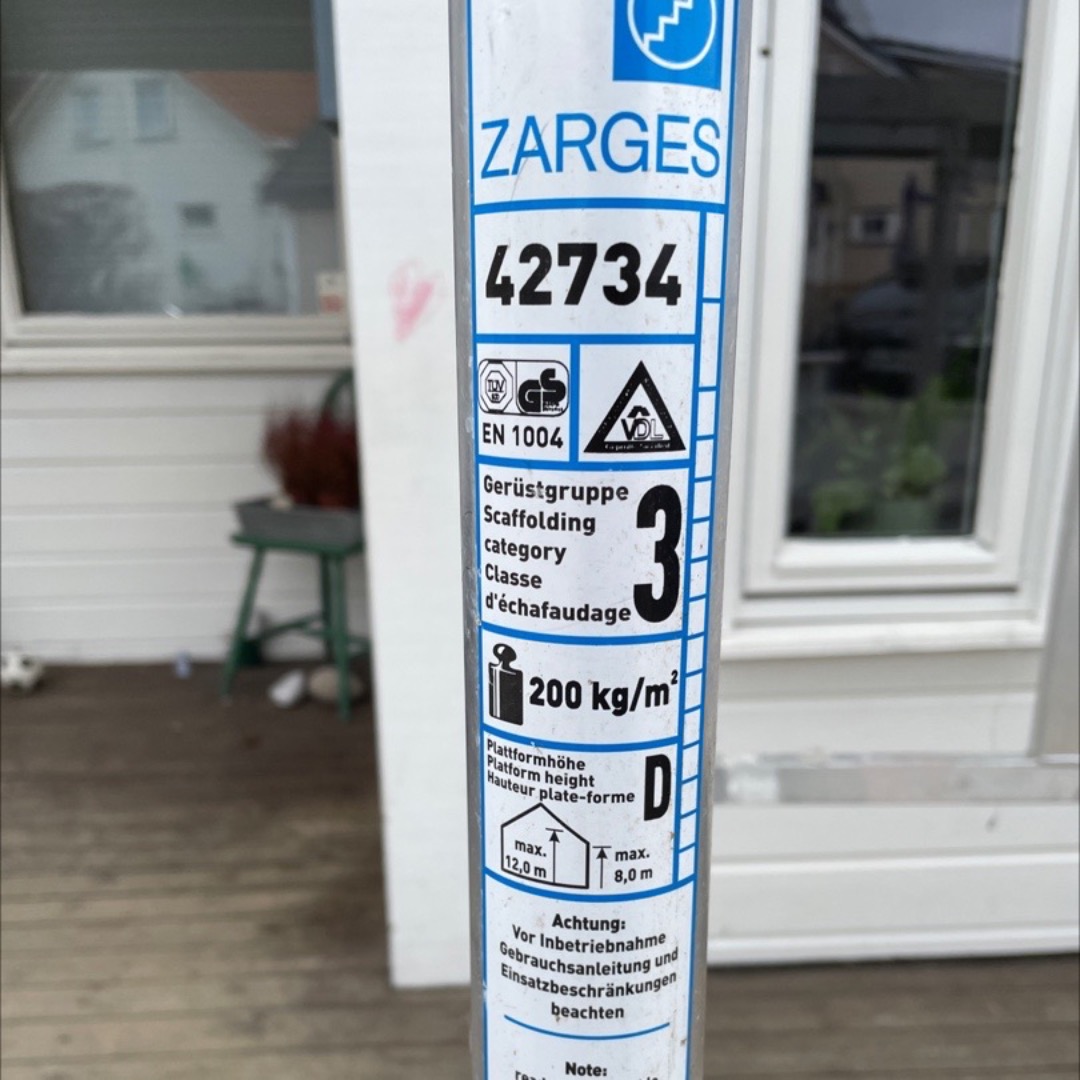 ZARGES
42734
TÜV
GS
EN 1004
VDL
Gerüstgruppe
Scaffolding
category
Classe
d'échafaudage
3
200 kg/m²
Plattformhöhe
Platform height
Hauteur plate-forme
D
max.
12,0 m
max.
8,0 m
Achtung:
Vor Inbetriebnahme
Gebrauchsanleitung und
Einsatzbeschränkungen
beachten
Note: